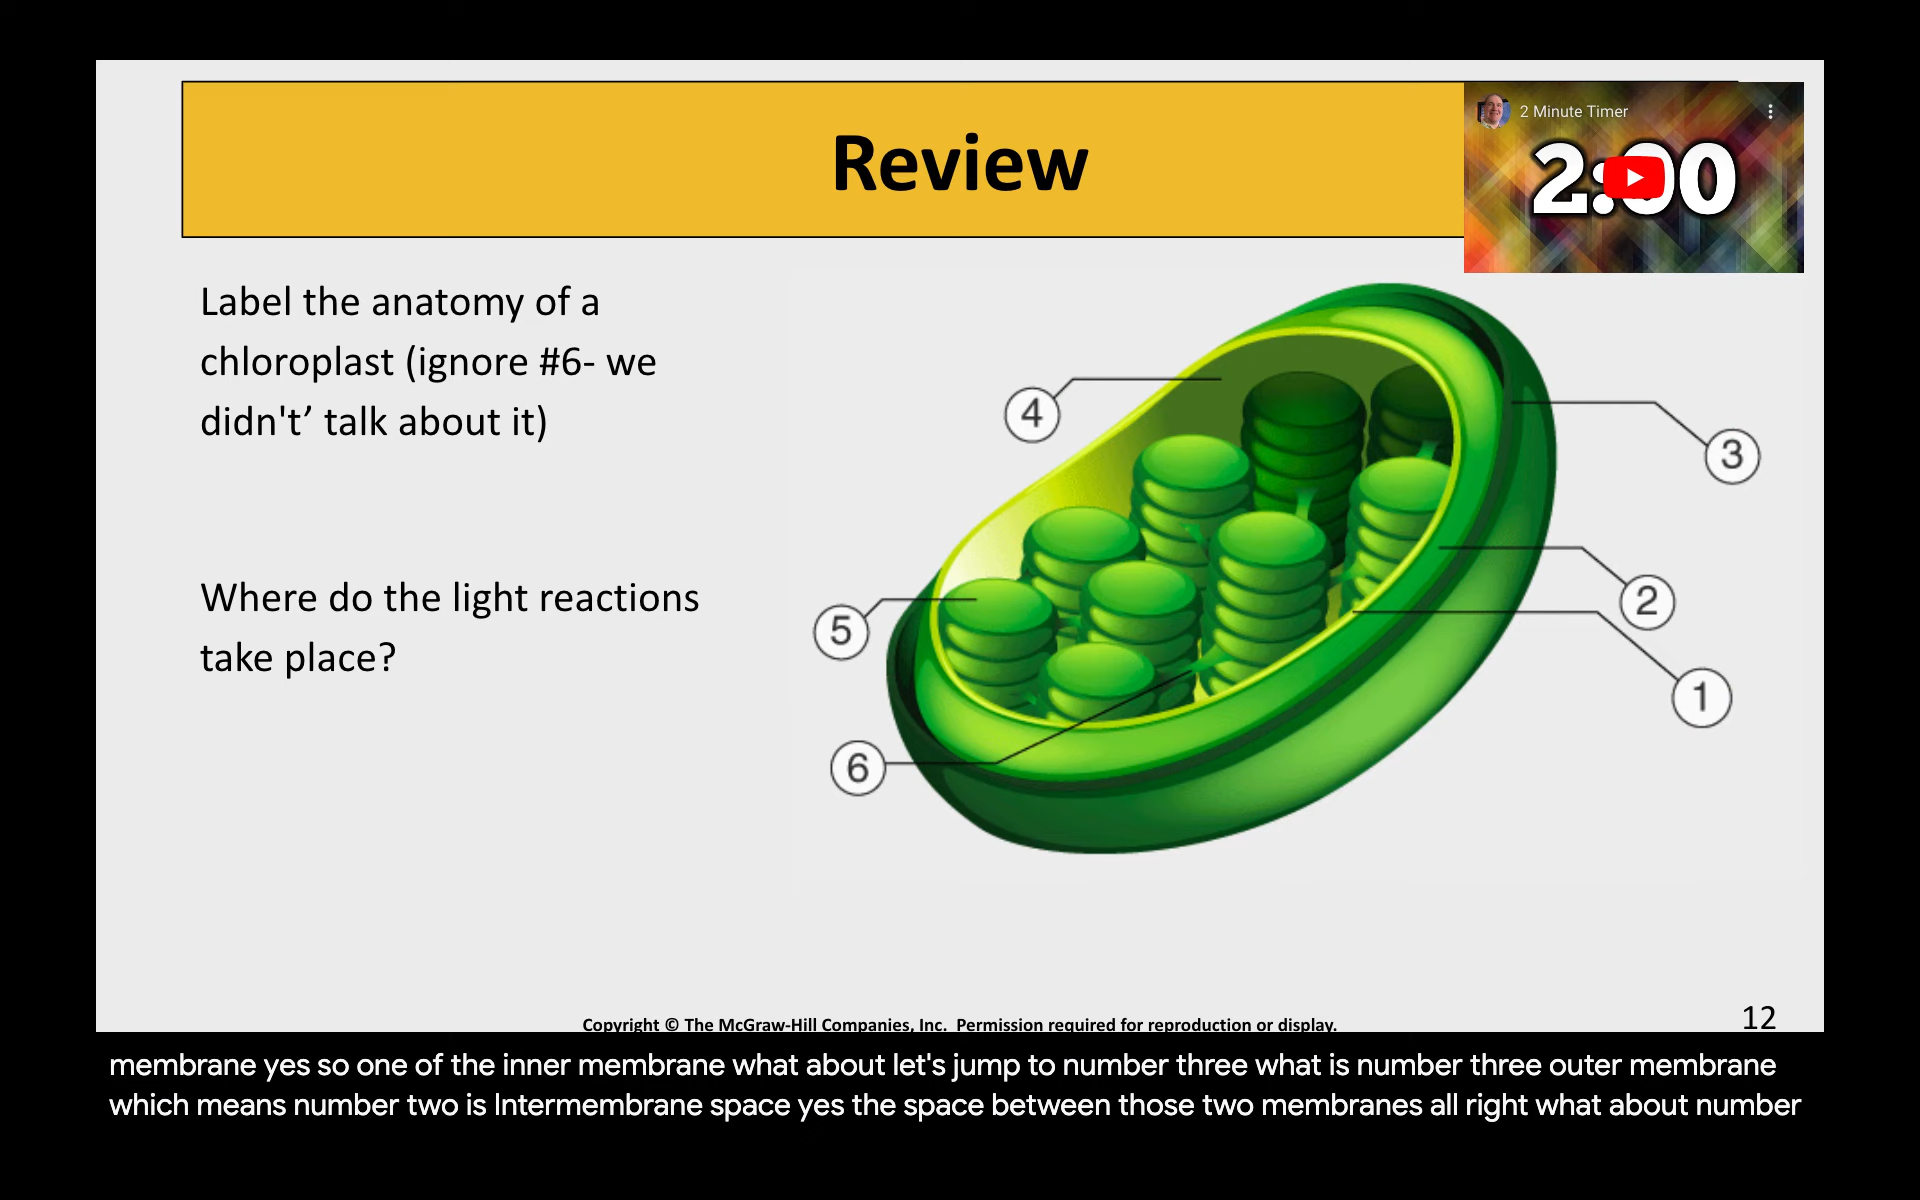 Review
2 Minute Timer
2:00
Label the anatomy of a
chloroplast (ignore #6- we
didn't’ talk about it)
Where do the light reactions
take place?
4
3
5
2
1
6
Copyright © The McGraw-Hill Companies, Inc. Permission required for reproduction or display.
12
membrane yes so one of the inner membrane what about let's jump to number three what is number three outer membrane
which means number two is Intermembrane space yes the space between those two membranes all right what about number